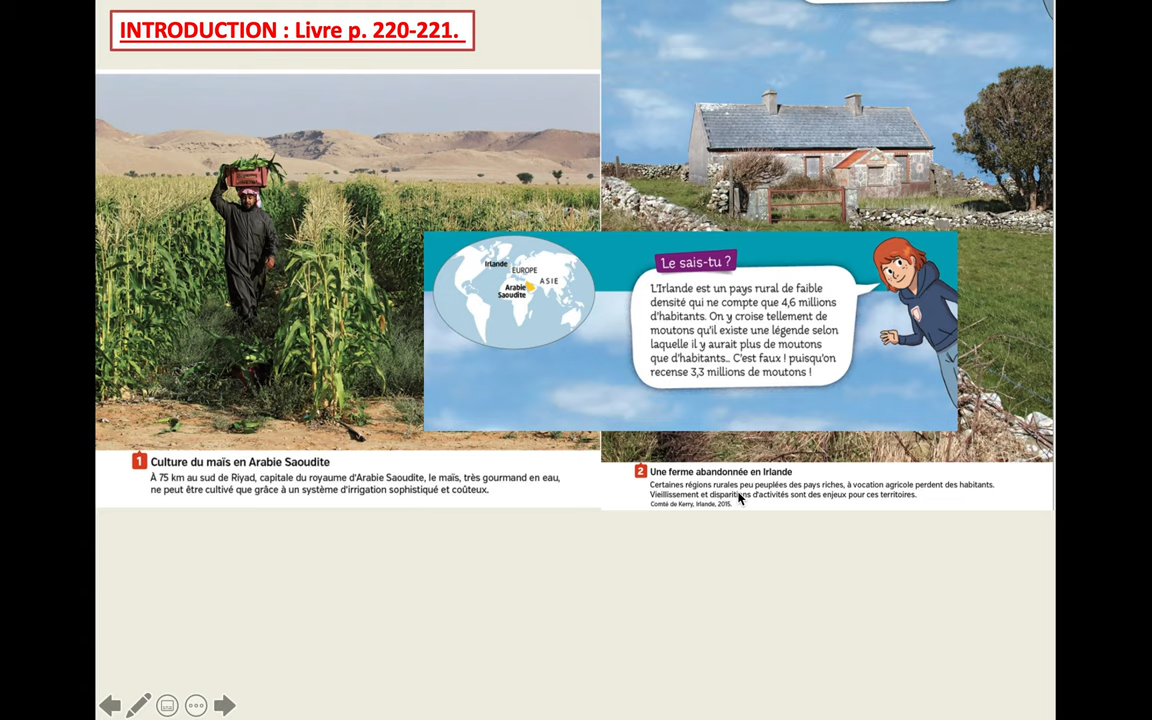 INTRODUCTION : Livre p. 220-221.
Irlande
EUROPE
ASIE
Arabie
Saoudite
Le sais-tu ?
L'Irlande est un pays rural de faible
densité qui ne compte que 4,6 millions
d'habitants. On y croise tellement de
moutons qu'il existe une légende selon
laquelle il y aurait plus de moutons
que d'habitants... C'est faux ! puisqu'on
recense 3,3 millions de moutons !
1 Culture du maïs en Arabie Saoudite
À 75 km au sud de Riyad, capitale du royaume d'Arabie Saoudite, le maïs, très gourmand en eau,
ne peut être cultivé que grâce à un système d'irrigation sophistiqué et coûteux.
2 Une ferme abandonnée en Irlande
Certaines régions rurales peu peuplées des pays riches, à vocation agricole perdent des habitants.
Vieillissement et disparitions d'activités sont des enjeux pour ces territoires.
Comté de Kerry, Irlande, 2015.